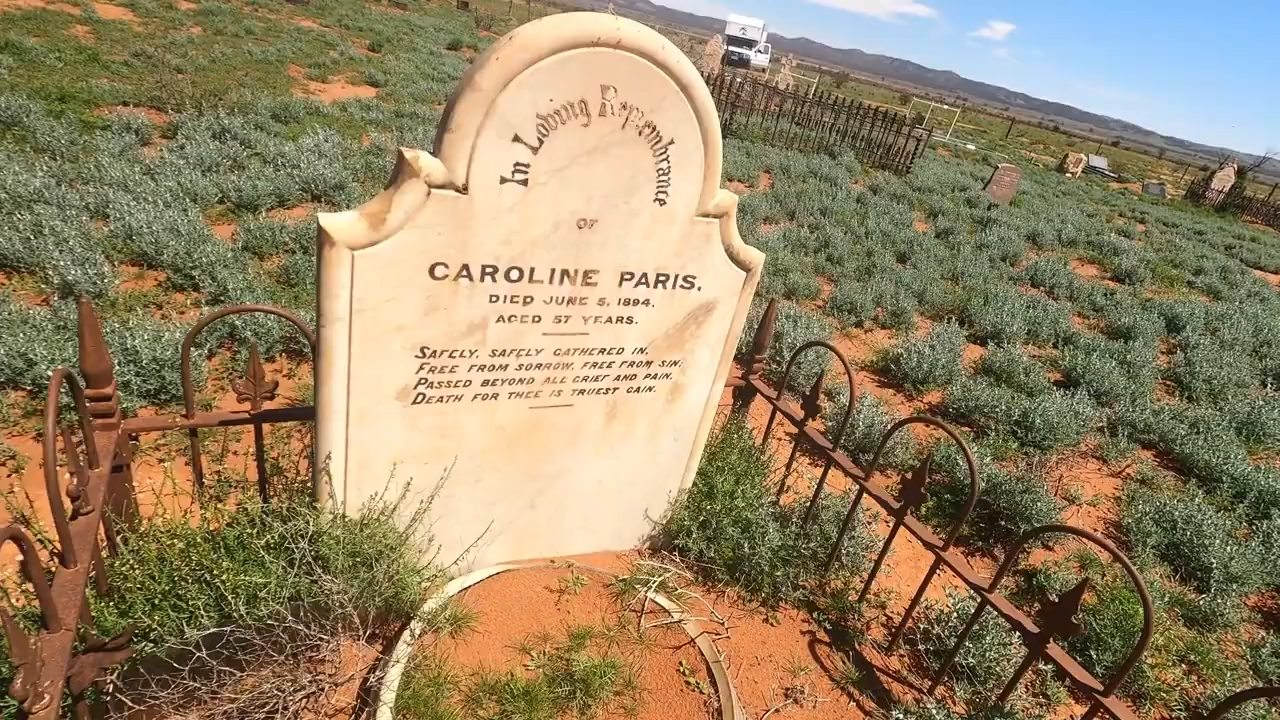 In Loving Remembrance
OF
CAROLINE PARIS.
DIED JUNE 5, 1894,
AGED 57 YEARS.
SAFELY, SAFELY GATHERED IN,
FREE FROM SORROW, FREE FROM SIN;
PASSED BEYOND ALL GRIEF AND PAIN,
DEATH FOR THEE IS TRUEST GAIN.